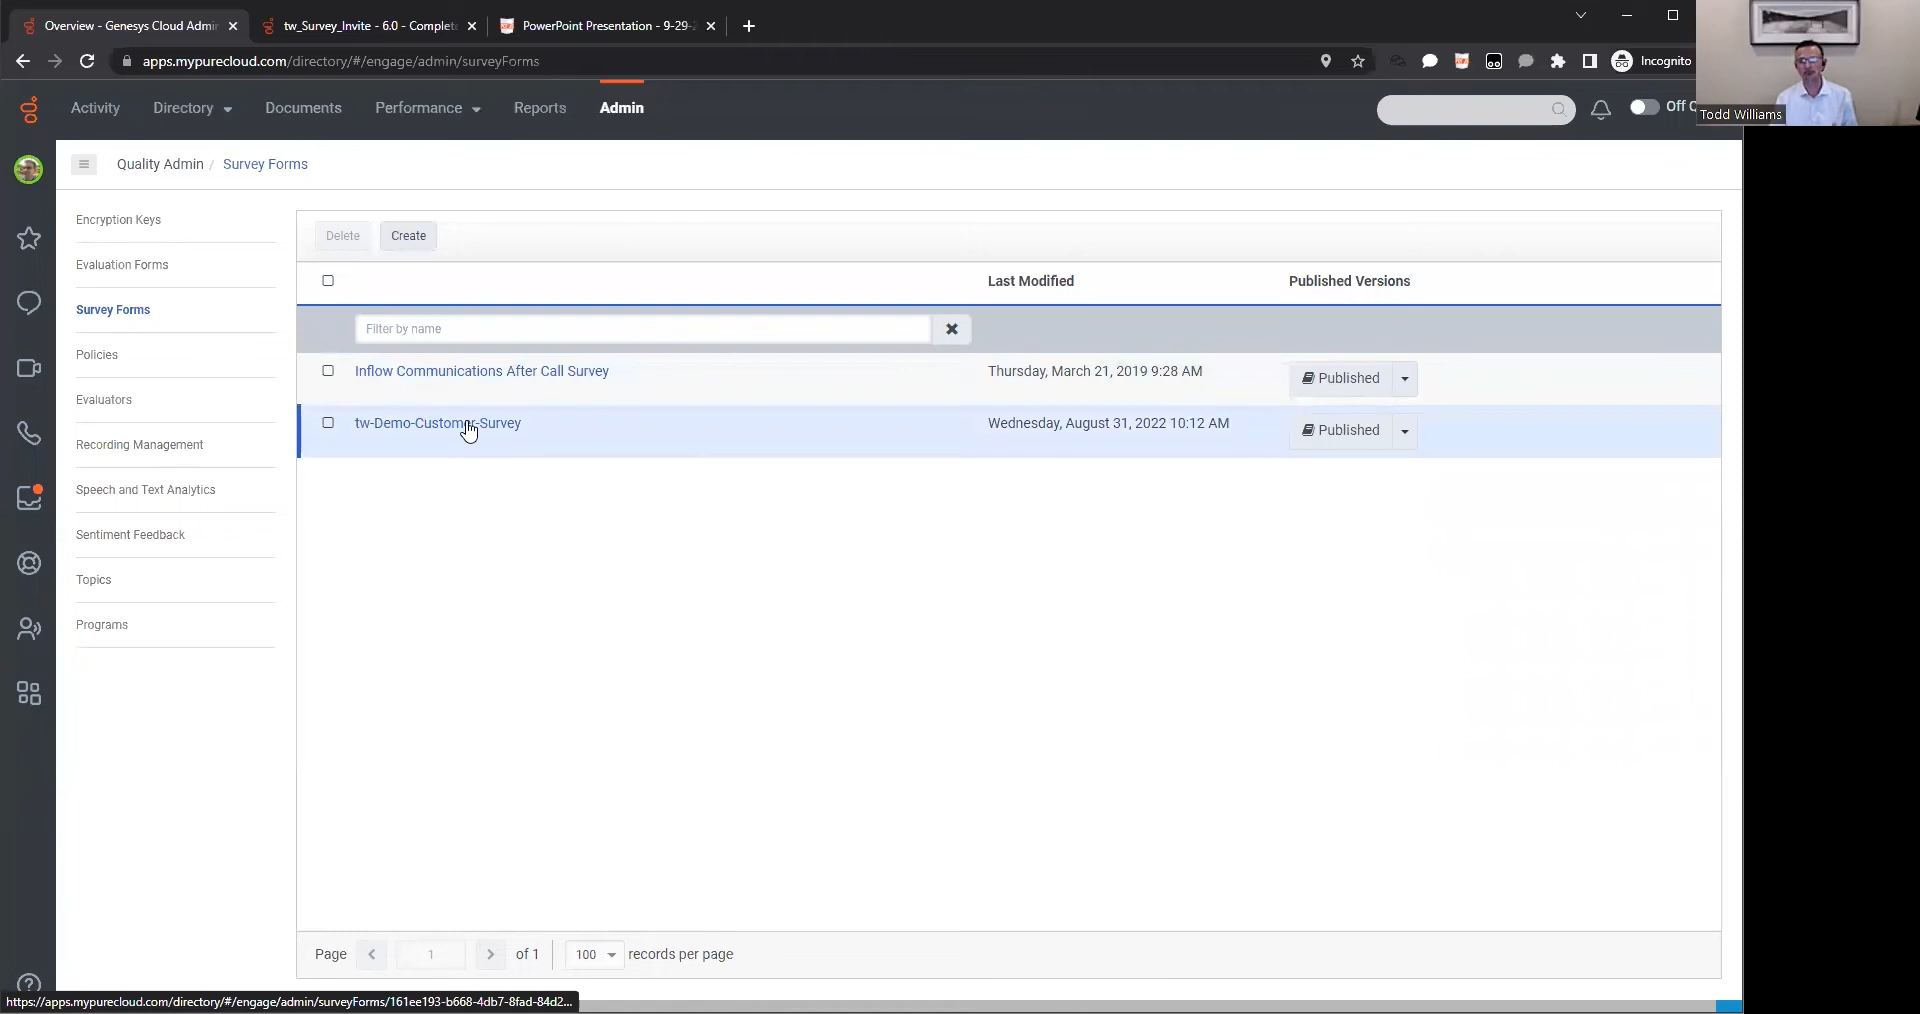 Overview - Genesys Cloud Admin
tw_Survey_Invite - 6.0 - Complete
PowerPoint Presentation - 9-29-2
apps.mypurecloud.com/directory/#/engage/admin/surveyForms
Incognito
Activity
Directory
Documents
Performance
Reports
Admin
Off
Todd Williams
Quality Admin / Survey Forms
Encryption Keys
Evaluation Forms
Survey Forms
Policies
Evaluators
Recording Management
Speech and Text Analytics
Sentiment Feedback
Topics
Programs
Delete
Create
Last Modified
Published Versions
Filter by name
Inflow Communications After Call Survey
Thursday, March 21, 2019 9:28 AM
Published
tw-Demo-Customer-Survey
Wednesday, August 31, 2022 10:12 AM
Published
Page
1
of 1
100
records per page
https://apps.mypurecloud.com/directory/#/engage/admin/surveyForms/161ee193-b668-4db7-8fad-84d2...